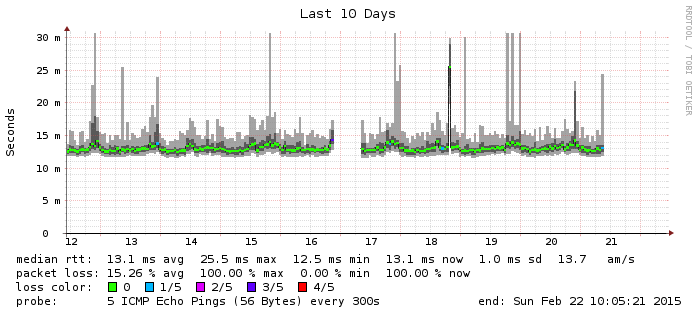 Last 10 Days
RRDTOOL / TOBI OETIKER
Seconds
30 m
25 m
20 m
15 m
10 m
5 m
0
12 13 14 15 16 17 18 19 20 21
median rtt: 13.1 ms avg 25.5 ms max 12.5 ms min 13.1 ms now 1.0 ms sd 13.7 am/s
packet loss: 15.26 % avg 100.00 % max 0.00 % min 100.00 % now
loss color: 0 1/5 2/5 3/5 4/5
probe: 5 ICMP Echo Pings (56 Bytes) every 300s end: Sun Feb 22 10:05:21 2015